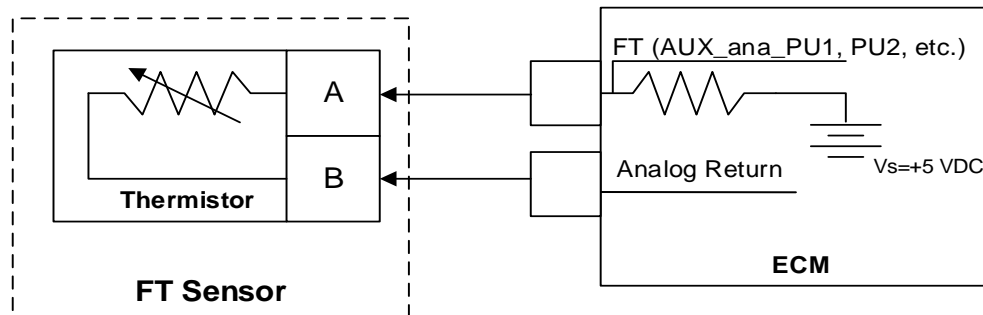 FT (AUX_ana_PU1, PU2, etc.)
A
B
Thermistor
FT Sensor
Analog Return
Vs=+5 VDC
ECM